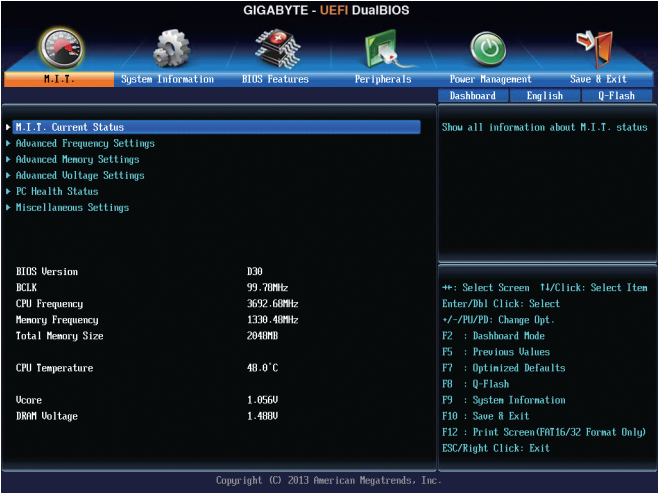 GIGABYTE - UEFI DualBIOS
M.I.T.
System Information
BIOS Features
Peripherals
Power Management
Save & Exit
Dashboard
English
Q-Flash
M.I.T. Current Status
Advanced Frequency Settings
Advanced Memory Settings
Advanced Voltage Settings
PC Health Status
Miscellaneous Settings
Show all information about M.I.T. status
BIOS Version D30
BCLK 99.78MHz
CPU Frequency 3692.68MHz
Memory Frequency 1330.48MHz
Total Memory Size 2048MB
CPU Temperature 48.0°C
Vcore 1.056V
DRAM Voltage 1.488V
→←: Select Screen ↑↓/Click: Select Item
Enter/Dbl Click: Select
+/-/PU/PD: Change Opt.
F2 : Dashboard Mode
F5 : Previous Values
F7 : Optimized Defaults
F8 : Q-Flash
F9 : System Information
F10 : Save & Exit
F12 : Print Screen(FAT16/32 Format Only)
ESC/Right Click: Exit
Copyright (C) 2013 American Megatrends, Inc.